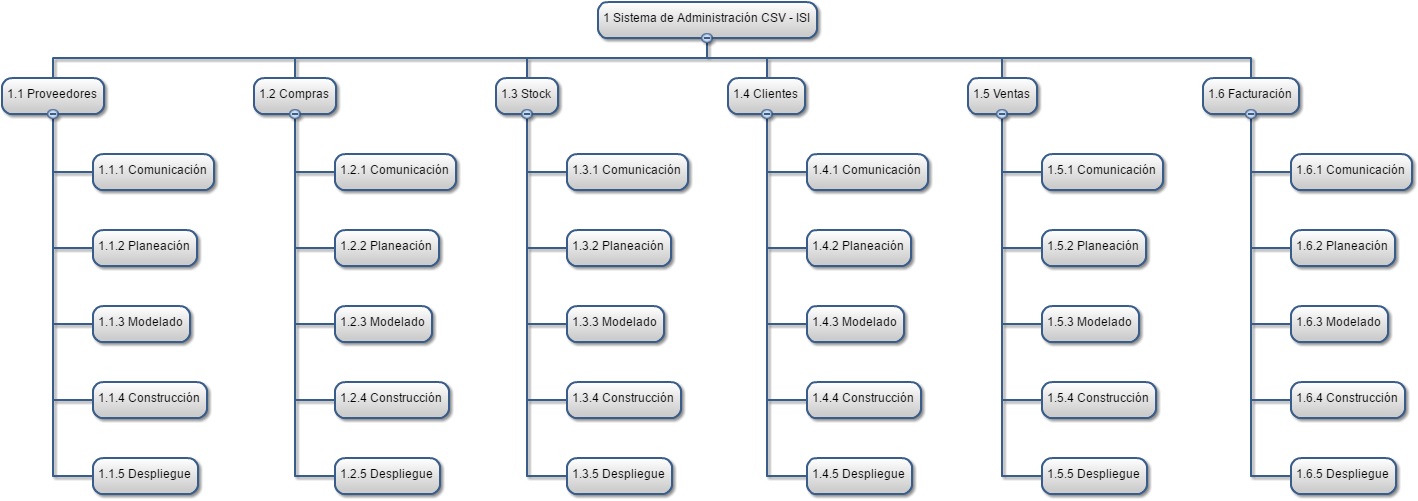 1 Sistema de Administración CSV - ISI
1.1 Proveedores
1.2 Compras
1.3 Stock
1.4 Clientes
1.5 Ventas
1.6 Facturación
1.1.1 Comunicación
1.2.1 Comunicación
1.3.1 Comunicación
1.4.1 Comunicación
1.5.1 Comunicación
1.6.1 Comunicación
1.1.2 Planeación
1.2.2 Planeación
1.3.2 Planeación
1.4.2 Planeación
1.5.2 Planeación
1.6.2 Planeación
1.1.3 Modelado
1.2.3 Modelado
1.3.3 Modelado
1.4.3 Modelado
1.5.3 Modelado
1.6.3 Modelado
1.1.4 Construcción
1.2.4 Construcción
1.3.4 Construcción
1.4.4 Construcción
1.5.4 Construcción
1.6.4 Construcción
1.1.5 Despliegue
1.2.5 Despliegue
1.3.5 Despliegue
1.4.5 Despliegue
1.5.5 Despliegue
1.6.5 Despliegue